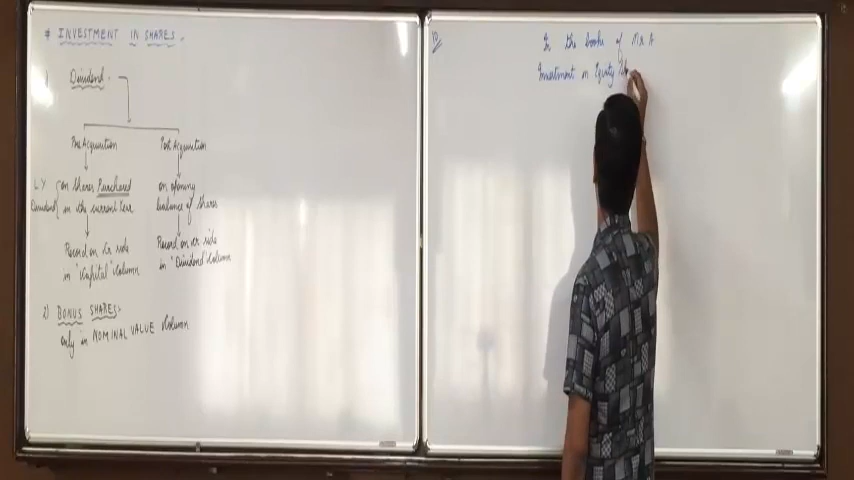 # INVESTMENT IN SHARES.
1) Dividend.
Pre Acquisition
Post Acquisition
L.Y Dividend
on shares Purchased
in the current Year
Record on Cr side
in "Capital" Column
on opening
balance of shares
Record on Cr side
in "Dividend" Column
2) BONUS SHARES:
only in NOMINAL VALUE Column
In the books of Mr A
Investment in Equity